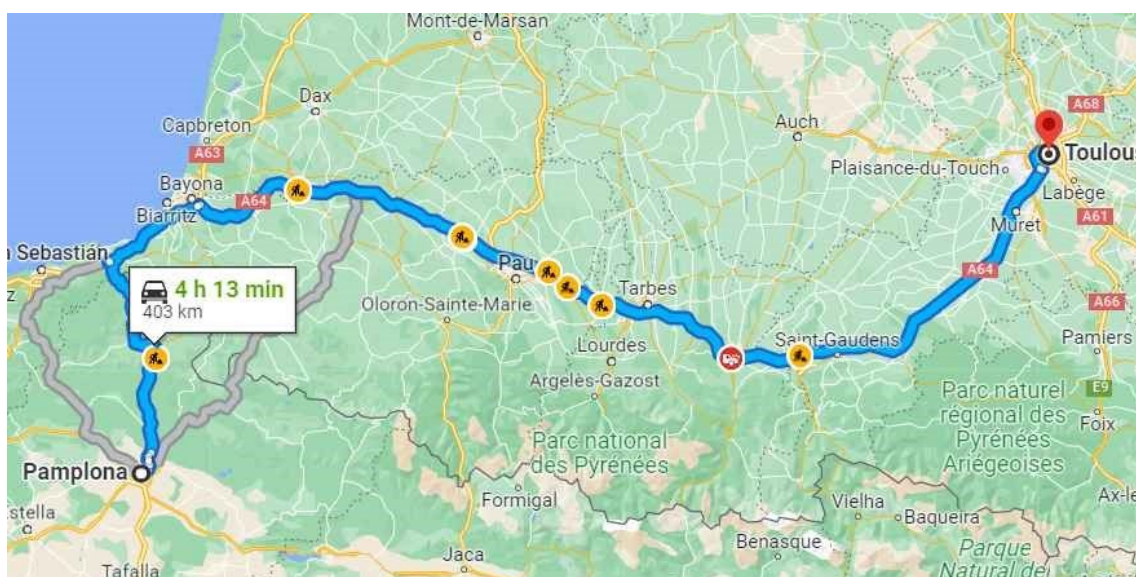 Mont-de-Marsan
Dax
Capbreton
A63
Bayona
Biarritz
A64
Sebastián
4 h 13 min
403 km
Pamplona
Estella
Tafalla
Pau
Oloron-Sainte-Marie
Tarbes
Lourdes
Argelès-Gazost
Parc national
des Pyrénées
Formigal
Jaca
Auch
A68
Toulous
Plaisance-du-Touch
Labège
Muret
A61
A64
A66
Saint-Gaudens
Pamiers
Parc naturel
régional des
Pyrénées
Ariégeoises
E9
Foix
Ax-le
Vielha
Baqueira
Benasque
Parque
Natural de